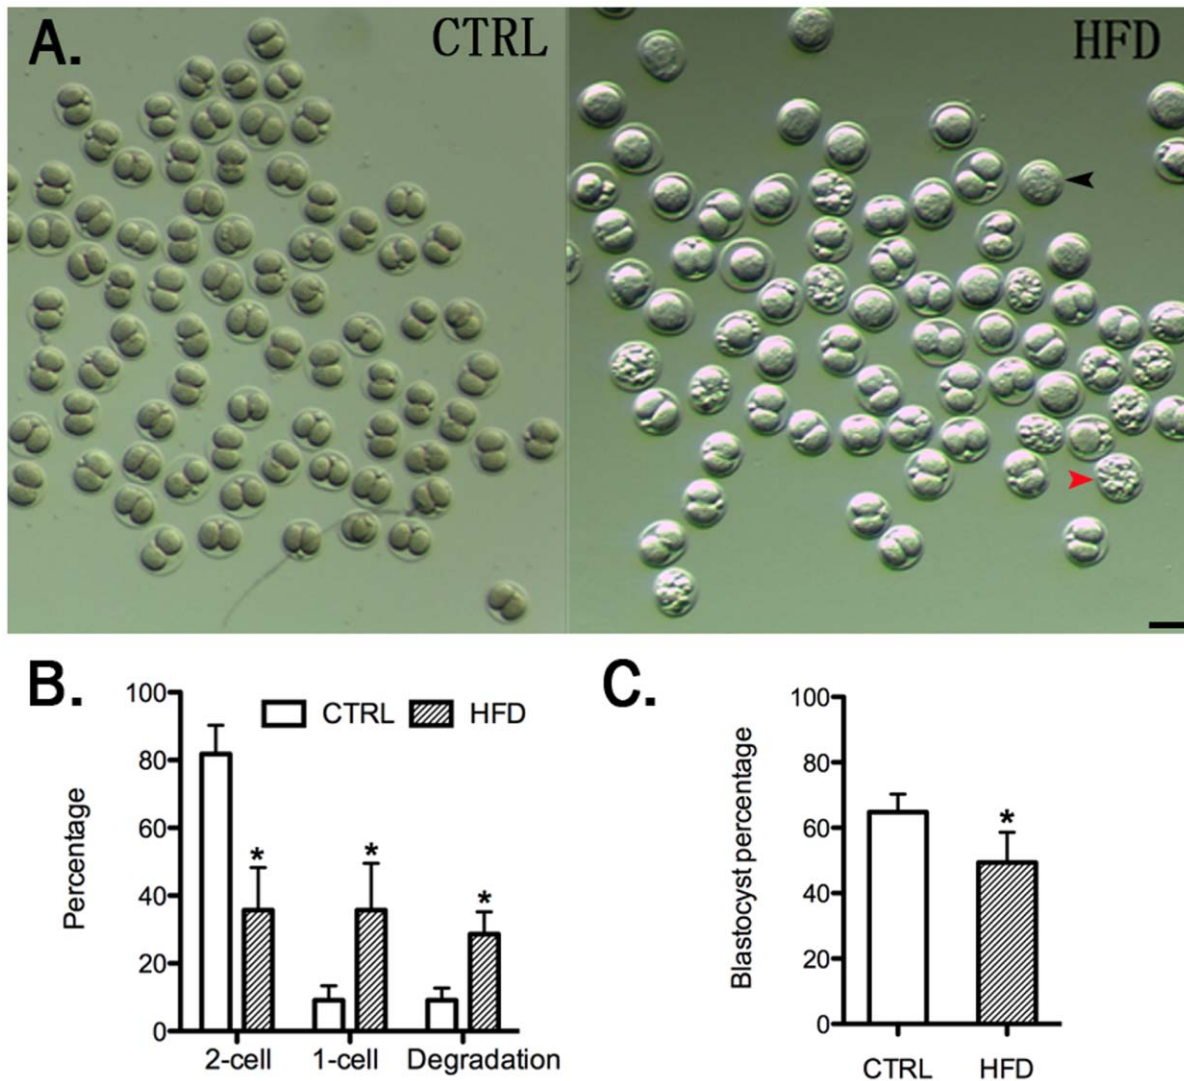 A. CTRL HFD
B.
Percentage
100
80
60
40
20
0
CTRL HFD
*
*
*
2-cell 1-cell Degradation
C.
Blastocyst percentage
100
80
60
40
20
0
*
CTRL HFD